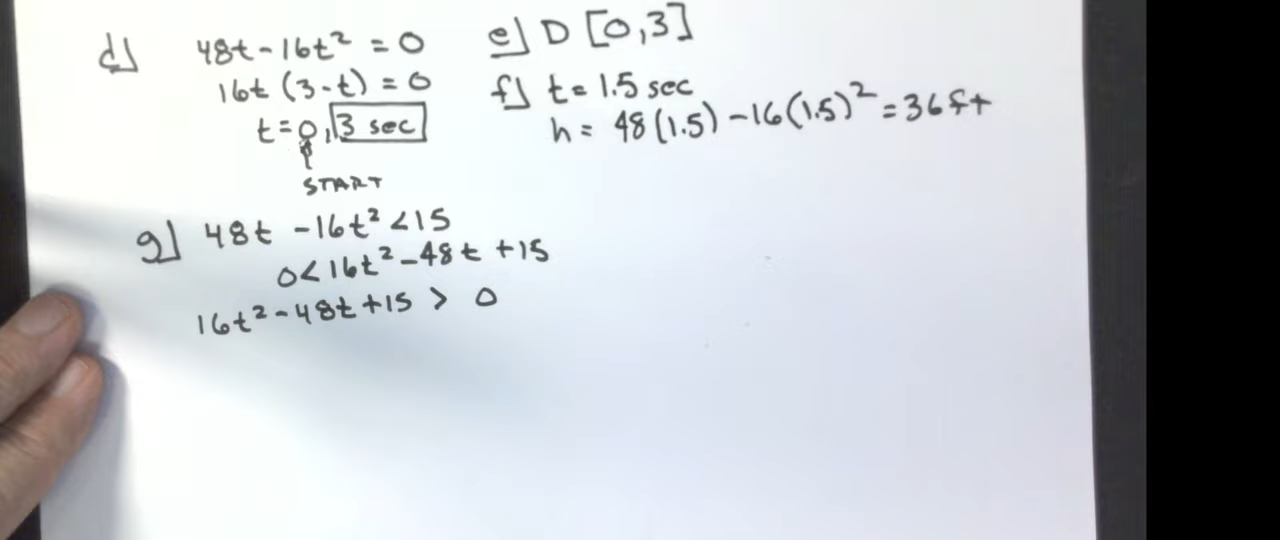 d] 48t - 16t² = 0
16t (3 - t) = 0
t = 0, 3 sec
START
e] D [0,3]
f] t = 1.5 sec
h = 48 (1.5) - 16 (1.5)² = 36 ft
g] 48t - 16t² < 15
0 < 16t² - 48t + 15
16t² - 48t + 15 > 0